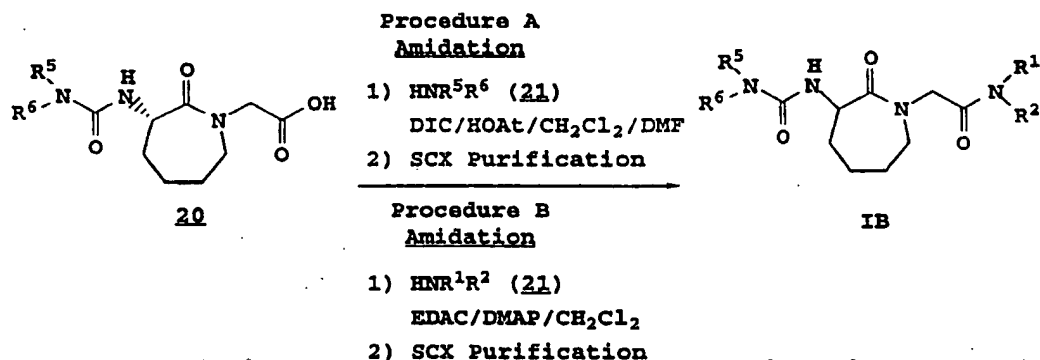 Procedure A
Amidation
1) HNR⁵R⁶ (21)
DIC/HOAt/CH₂Cl₂/DMF
2) SCX Purification
Procedure B
Amidation
1) HNR¹R² (21)
EDAC/DMAP/CH₂Cl₂
2) SCX Purification
R⁵
R⁶
N
O
H
N
O
N
OH
O
20
R⁵
R⁶
N
O
H
N
O
N
O
N
R¹
R²
IB